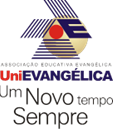 ASSOCIAÇÃO EDUCATIVA EVANGÉLICA
UniEVANGÉLICA
Um Novo tempo
Sempre